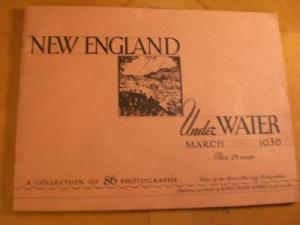 NEW ENGLAND
Under WATER
MARCH 1936
Price 25 cents
A COLLECTION OF 86 PHOTOGRAPHS